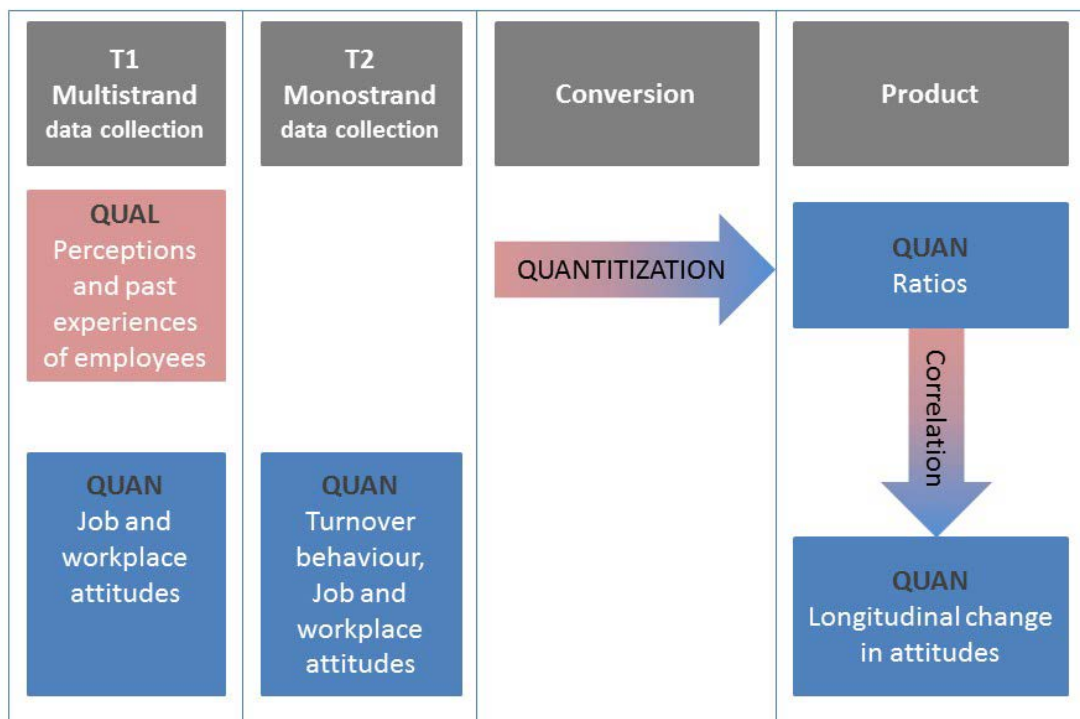 T1
Multistrand
data collection
T2
Monostrand
data collection
Conversion
Product
QUAL
Perceptions
and past
experiences
of employees
QUANTITIZATION
QUAN
Ratios
Correlation
QUAN
Job and
workplace
attitudes
QUAN
Turnover
behaviour,
Job and
workplace
attitudes
QUAN
Longitudinal change
in attitudes